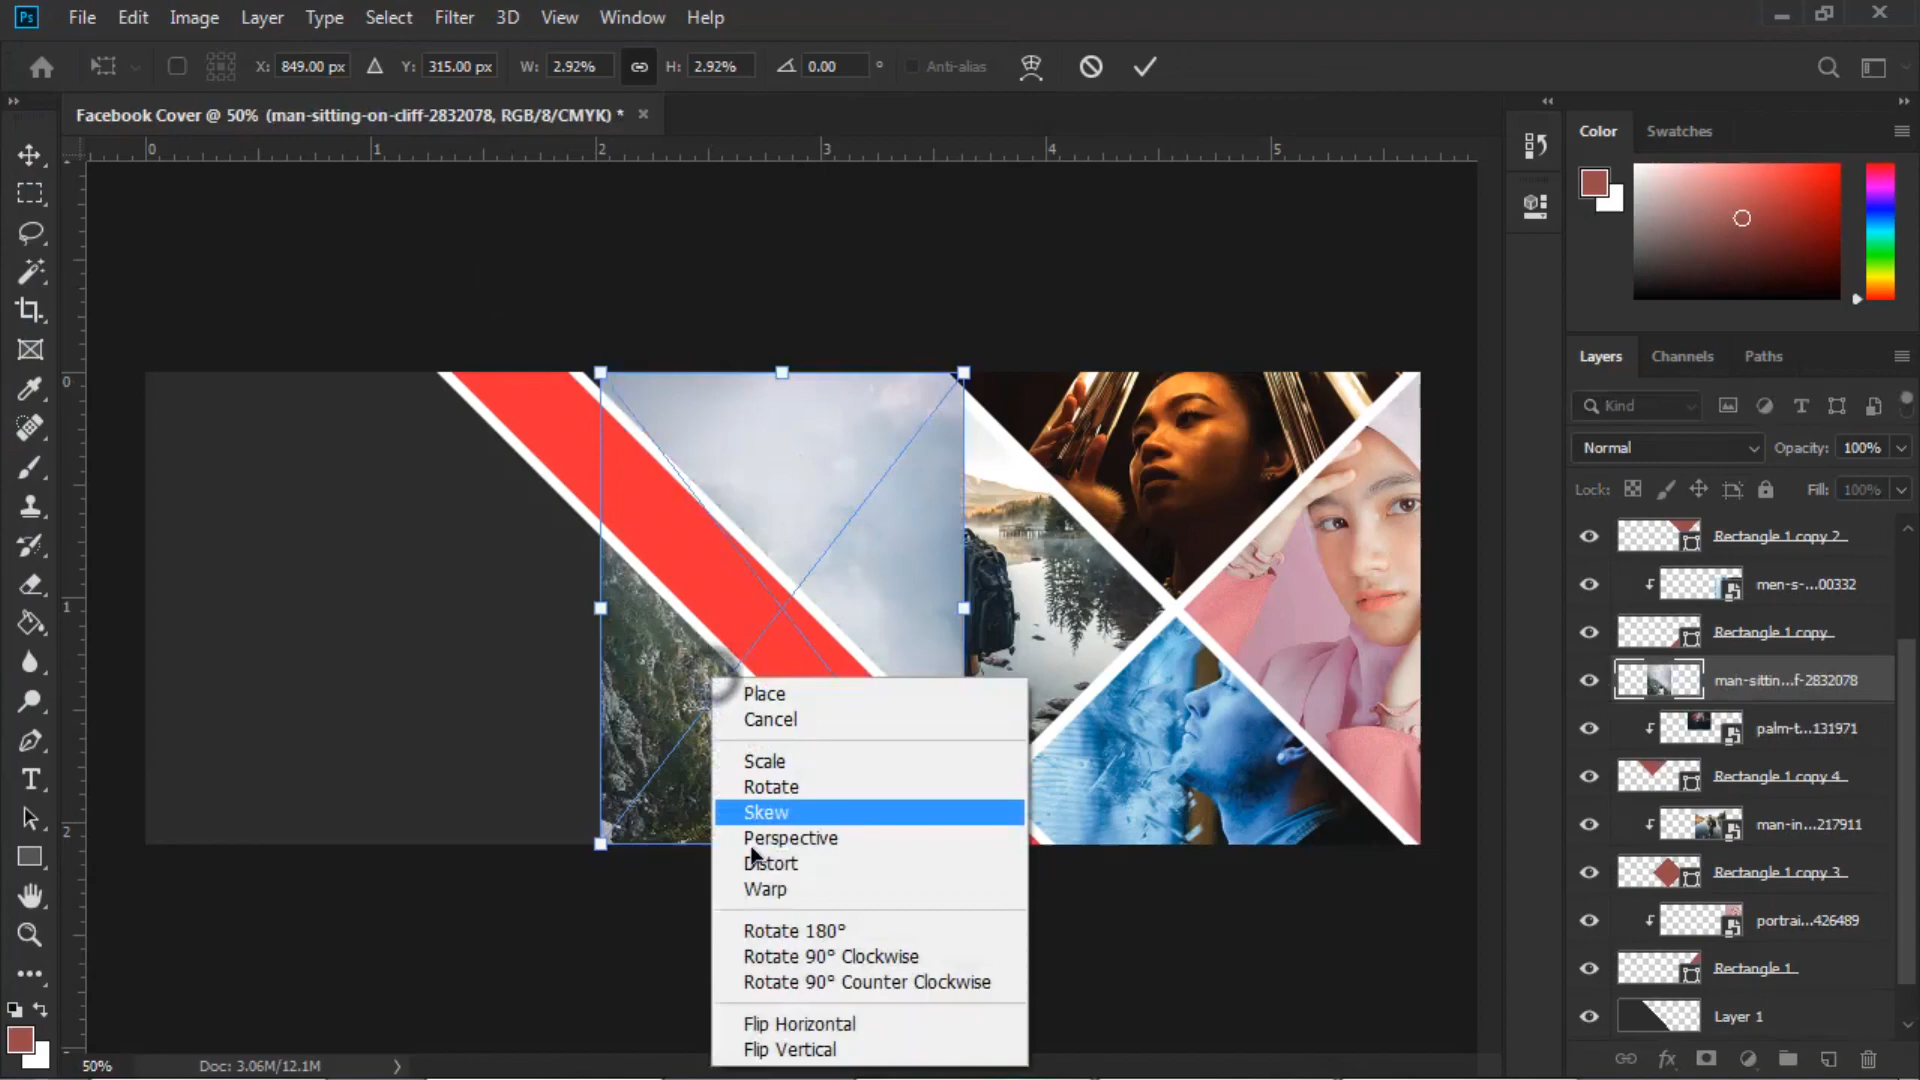 Ps File Edit Image Layer Type Select Filter 3D View Window Help
X: 849.00 px Y: 315.00 px W: 2.92% H: 2.92% 0.00 ° Anti-alias
Facebook Cover @ 50% (man-sitting-on-cliff-2832078, RGB/8/CMYK) * ×
0 1 2 3 4 5
0
1
2
Place
Cancel
Scale
Rotate
Skew
Perspective
Distort
Warp
Rotate 180°
Rotate 90° Clockwise
Rotate 90° Counter Clockwise
Flip Horizontal
Flip Vertical
50% Doc: 3.06M/12.1M
Color Swatches
Layers Channels Paths
Kind
Normal Opacity: 100%
Lock: Fill: 100%
Rectangle 1 copy 2
men-s-...00332
Rectangle 1 copy
man-sittin...f-2832078
palm-t...131971
Rectangle 1 copy 4
man-in...217911
Rectangle 1 copy 3
portrai...426489
Rectangle 1
Layer 1
fx